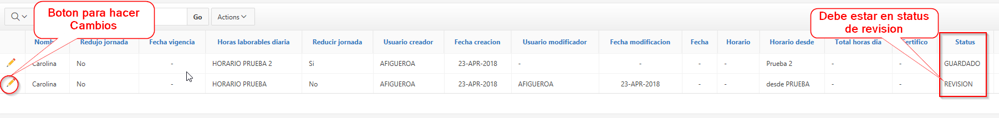 Boton para hacer
Cambios
Debe estar en status
de revision
Go
Actions
Nomb Redujo jornada Fecha vigencia Horas laborables diaria Reducir jornada Usuario creador Fecha creacion Usuario modificador Fecha modificacion Fecha Horario Horario desde Total horas dia ertifico Status
Carolina No - HORARIO PRUEBA 2 Si AFIGUEROA 23-APR-2018 - - - - Prueba 2 - - GUARDADO
Carolina No - HORARIO PRUEBA No AFIGUEROA 23-APR-2018 AFIGUEROA 23-APR-2018 - - desde PRUEBA - - REVISION